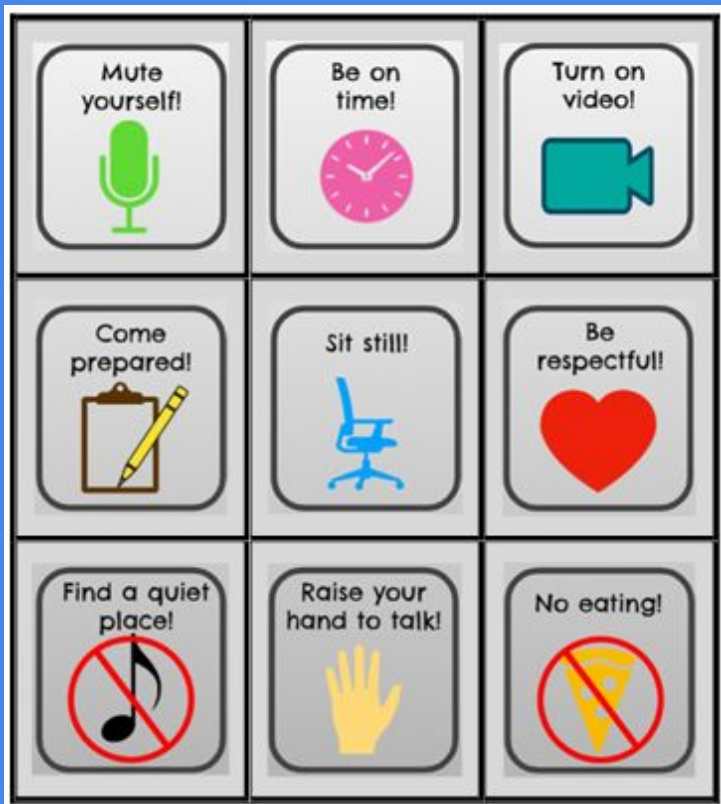 Mute
yourself!
Be on
time!
Turn on
video!
Come
prepared!
Sit still!
Be
respectful!
Find a quiet
place!
Raise your
hand to talk!
No eating!